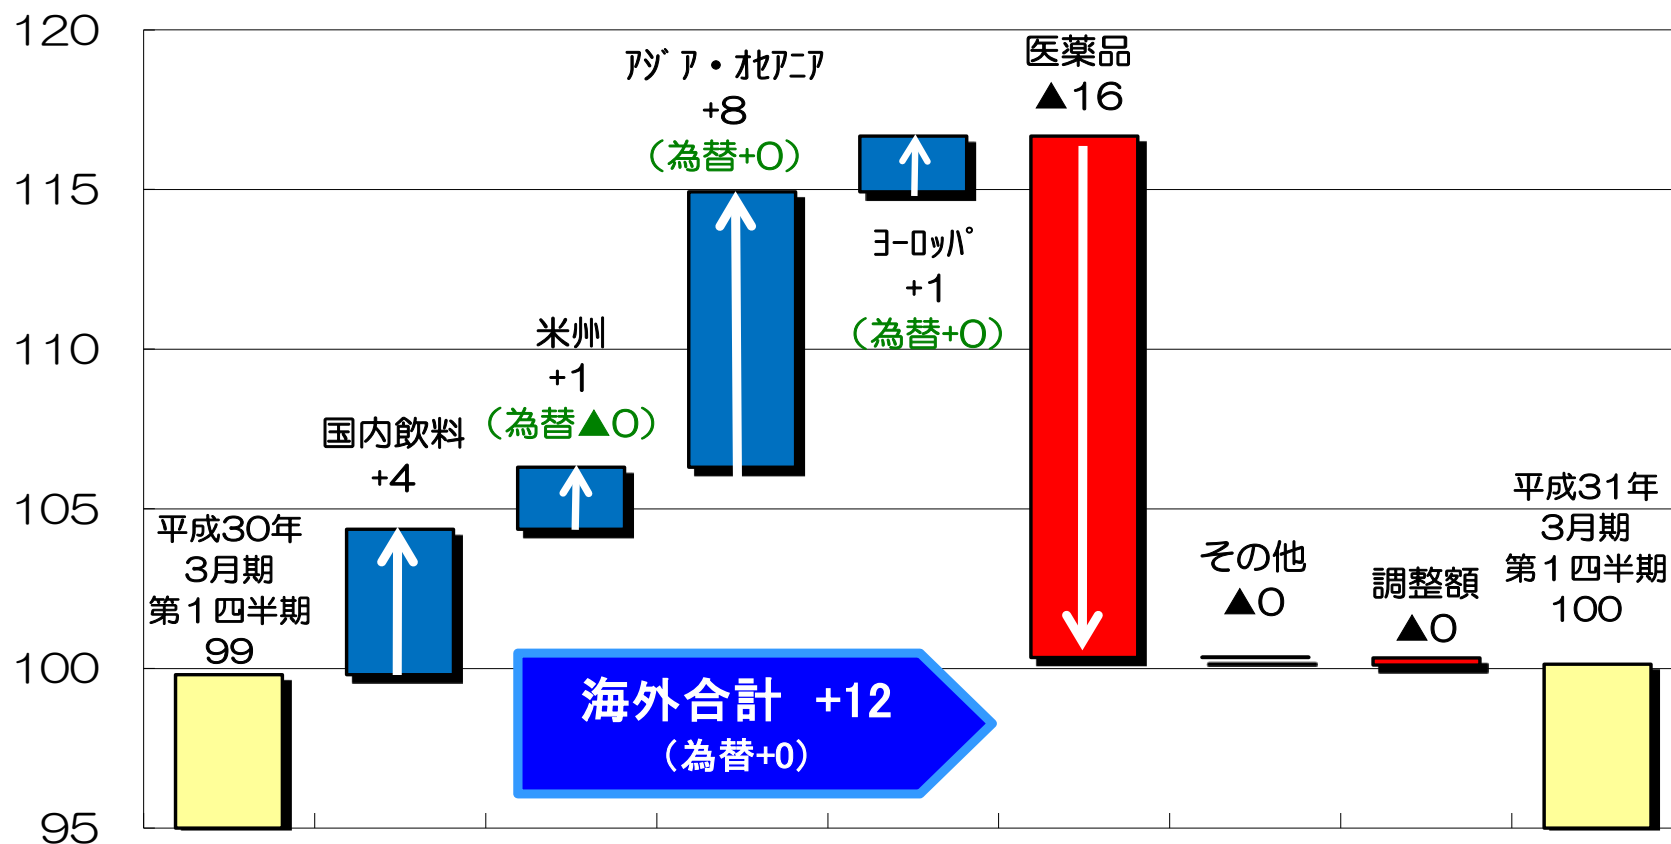 120
115
110
105
100
95
平成30年
3月期
第1四半期
99
国内飲料
+4
米州
+1
(為替▲0)
ｱｼﾞｱ・ｵｾｱﾆｱ
+8
(為替+0)
ﾖｰﾛｯﾊﾟ
+1
(為替+0)
医薬品
▲16
その他
▲0
調整額
▲0
平成31年
3月期
第1四半期
100
海外合計 +12
(為替+0)